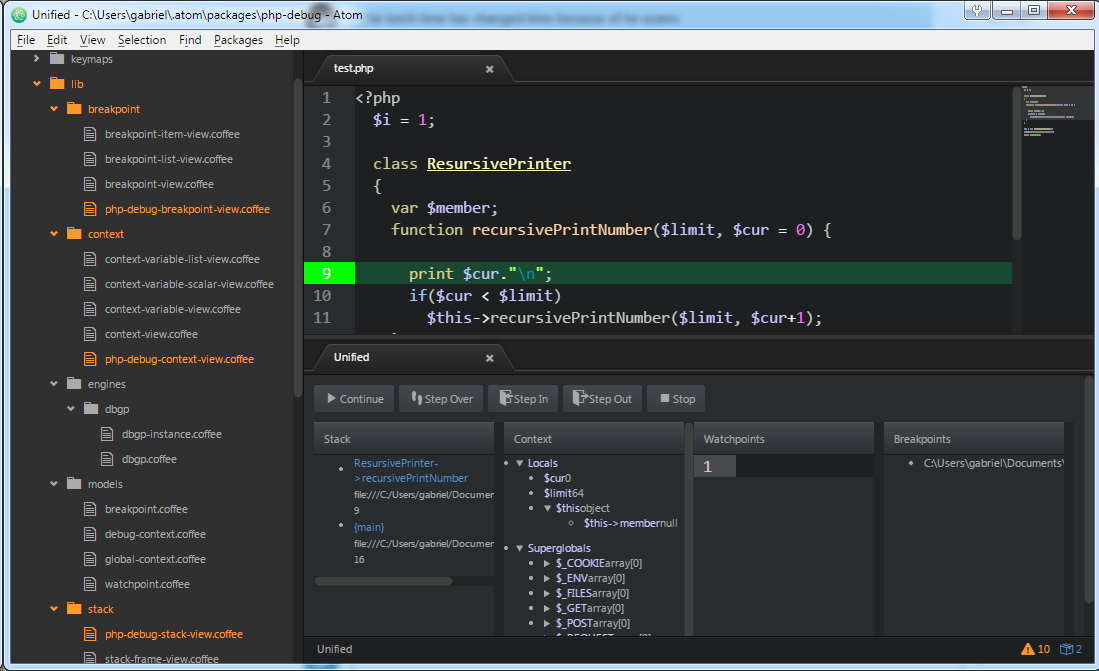 Unified - C:\Users\gabriel\.atom\packages\php-debug - Atom
File Edit View Selection Find Packages Help
keymaps
lib
breakpoint
breakpoint-item-view.coffee
breakpoint-list-view.coffee
breakpoint-view.coffee
php-debug-breakpoint-view.coffee
context
context-variable-list-view.coffee
context-variable-scalar-view.coffee
context-variable-view.coffee
context-view.coffee
php-debug-context-view.coffee
engines
dbgp
dbgp-instance.coffee
dbgp.coffee
models
breakpoint.coffee
debug-context.coffee
global-context.coffee
watchpoint.coffee
stack
php-debug-stack-view.coffee
stack-frame-view.coffee
test.php
1 <?php
2 $i = 1;
3
4 class ResursivePrinter
5 {
6 var $member;
7 function recursivePrintNumber($limit, $cur = 0) {
8
9 print $cur."\n";
10 if($cur < $limit)
11 $this->recursivePrintNumber($limit, $cur+1);
Unified
Continue Step Over Step In Step Out Stop
Stack
ResursivePrinter-
>recursivePrintNumber
file:///C:/Users/gabriel/Documen
9
{main}
file:///C:/Users/gabriel/Documen
16
Context
Locals
$cur0
$limit64
$thisobject
$this->membernull
Superglobals
$_COOKIEarray[0]
$_ENVarray[0]
$_FILESarray[0]
$_GETarray[0]
$_POSTarray[0]
Watchpoints
1
Breakpoints
C:\Users\gabriel\Documents\
Unified
10 2